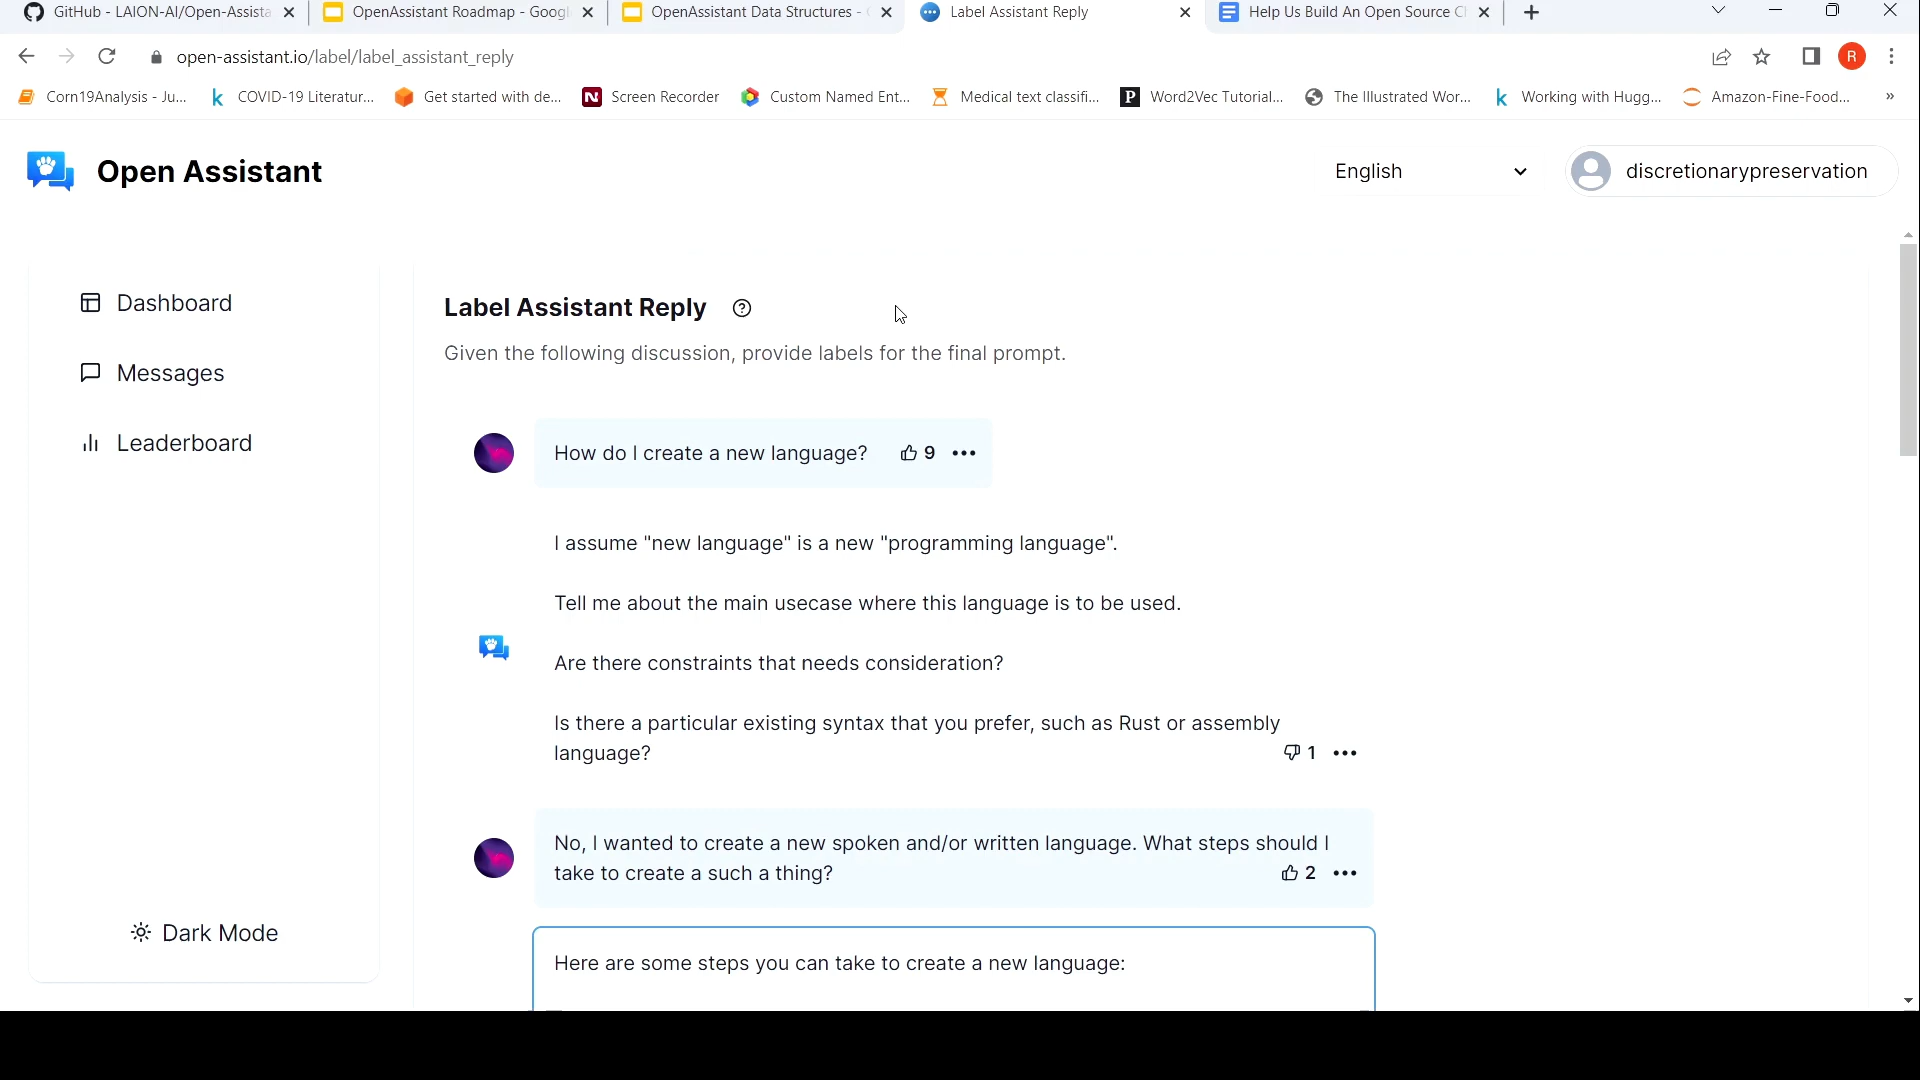 GitHub - LAION-AI/Open-Assista
OpenAssistant Roadmap - Googl
OpenAssistant Data Structures -
Label Assistant Reply
Help Us Build An Open Source C
open-assistant.io/label/label_assistant_reply
R
Corn19Analysis - Ju...
COVID-19 Literatur...
Get started with de...
Screen Recorder
Custom Named Ent...
Medical text classifi...
Word2Vec Tutorial...
The Illustrated Wor...
Working with Hugg...
Amazon-Fine-Food...
»
Open Assistant
English
discretionarypreservation
Dashboard
Messages
Leaderboard
Dark Mode
Label Assistant Reply
Given the following discussion, provide labels for the final prompt.
How do I create a new language? 9
I assume "new language" is a new "programming language".
Tell me about the main usecase where this language is to be used.
Are there constraints that needs consideration?
Is there a particular existing syntax that you prefer, such as Rust or assembly
language? 1
No, I wanted to create a new spoken and/or written language. What steps should I
take to create a such a thing? 2
Here are some steps you can take to create a new language: